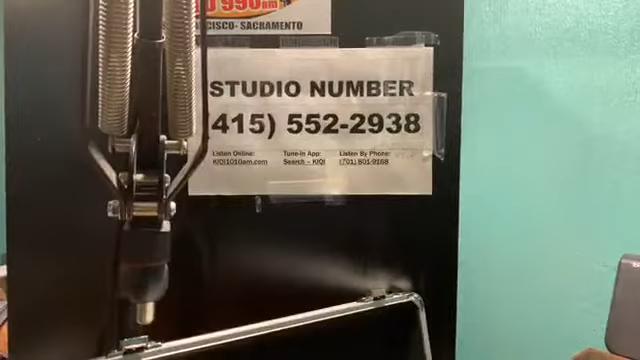 990am
CISCO- SACRAMENTO
STUDIO NUMBER
(415) 552-2938
Listen Online: Tune-in App: Listen By Phone:
KIQI1010am.com Search – KIQI (701) 801-9168